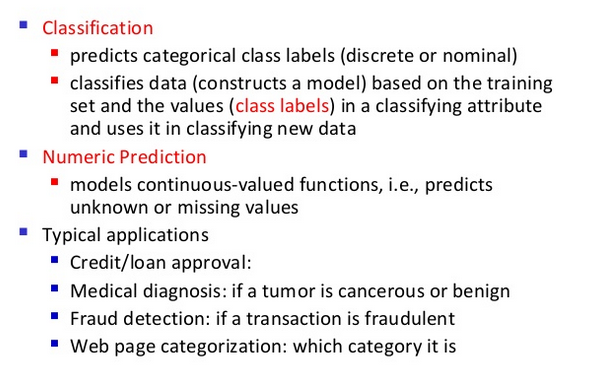 Classification
predicts categorical class labels (discrete or nominal)
classifies data (constructs a model) based on the training
set and the values (class labels) in a classifying attribute
and uses it in classifying new data
Numeric Prediction
models continuous-valued functions, i.e., predicts
unknown or missing values
Typical applications
Credit/loan approval:
Medical diagnosis: if a tumor is cancerous or benign
Fraud detection: if a transaction is fraudulent
Web page categorization: which category it is